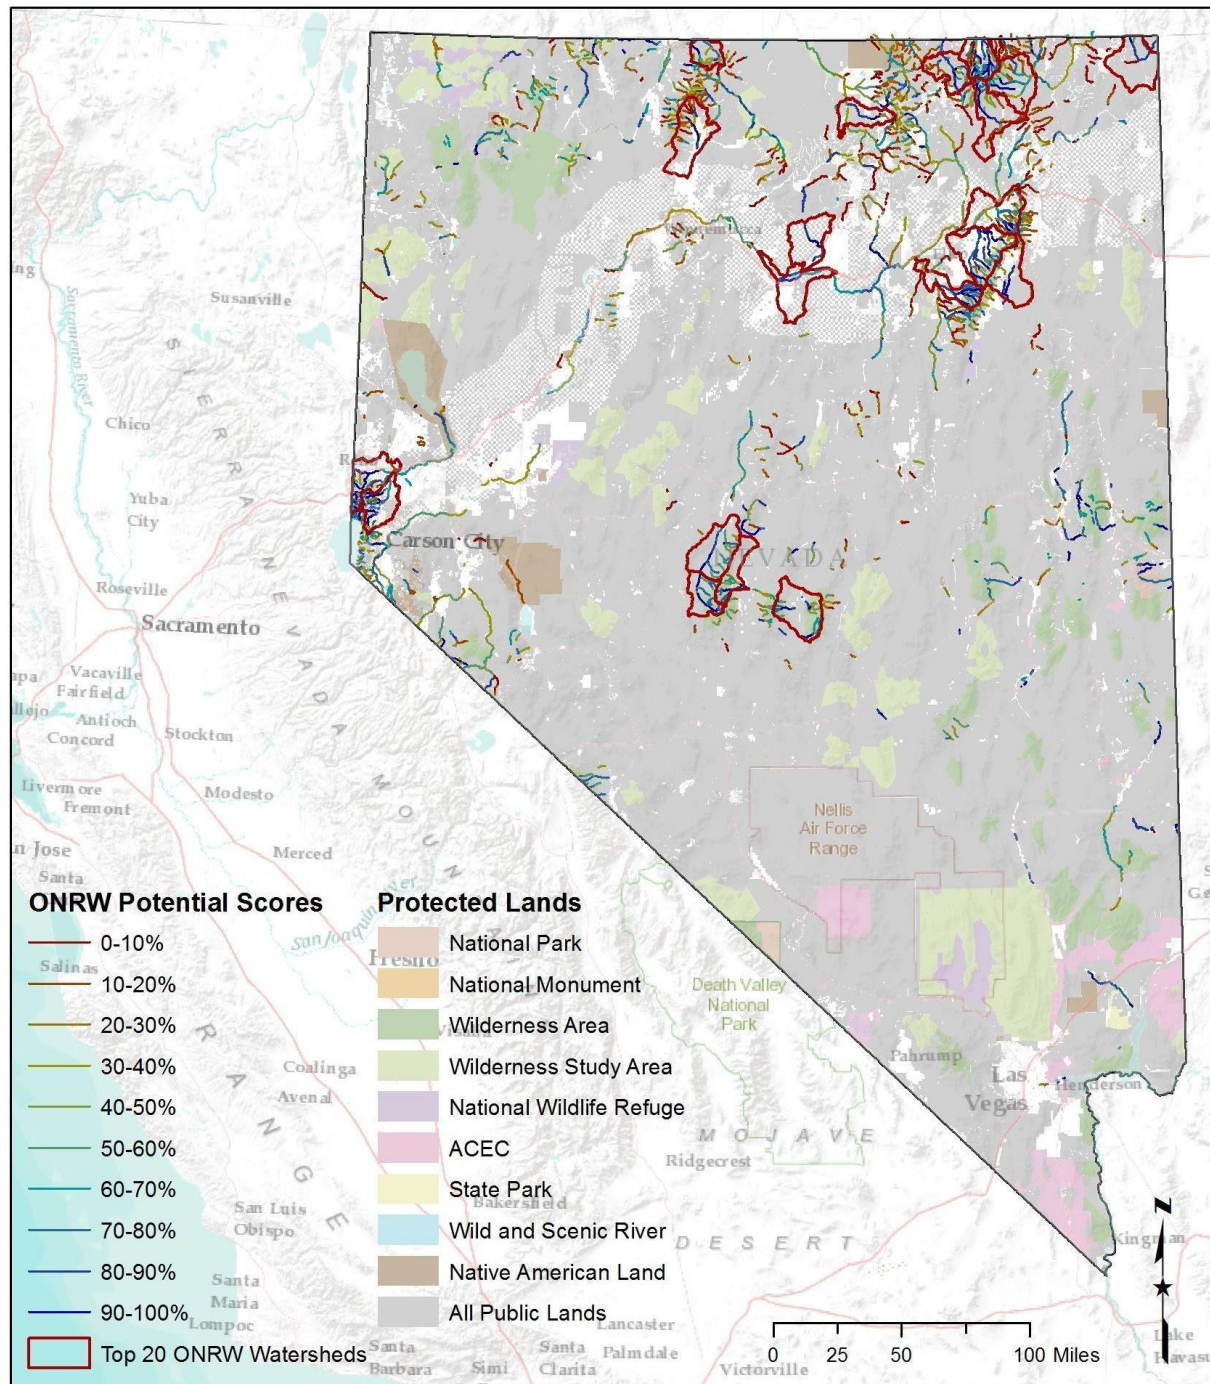 Winnemucca
Susanville
Sacramento River
SIERRA NEVADA MOUN
Chico
Yuba
City
Carson City
NEVADA
Roseville
Sacramento
Vacaville
Fairfield
Antioch
Concord
Stockton
Livermore
Fremont
Modesto
Nellis
Air Force
Range
n Jose
Santa
Merced
San Joaquin
Fresno
Salinas
RANGE
Visalia
Death Valley
National
Park
Coalinga
Avenal
Pahrump
Las
Vegas
Henderson
MOJAVE
Ridgecrest
San Luis
Obispo
Bakersfield
DESERT
Kingman
Santa
Maria
Lompoc
Santa
Barbara
Simi
Santa
Clarita
Lancaster
Palmdale
Victorville
Lake
Havasu
ONRW Potential Scores
0-10%
10-20%
20-30%
30-40%
40-50%
50-60%
60-70%
70-80%
80-90%
90-100%
Top 20 ONRW Watersheds
Protected Lands
National Park
National Monument
Wilderness Area
Wilderness Study Area
National Wildlife Refuge
ACEC
State Park
Wild and Scenic River
Native American Land
All Public Lands
N
0 25 50 100 Miles